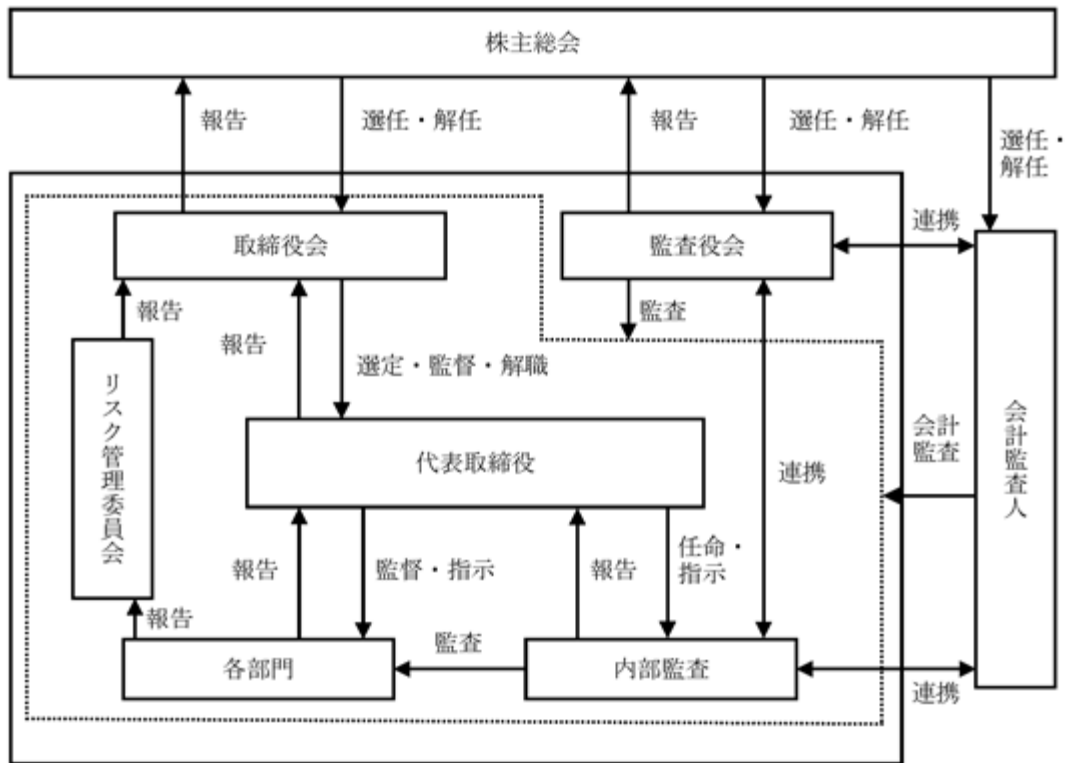 株主総会
報告
選任・解任
報告
選任・解任
選任・
解任
取締役会
監査役会
連携
報告
報告
選定・監督・解職
監査
リスク管理委員会
代表取締役
連携
会計
監査
会計監査人
報告
報告
監督・指示
報告
任命・
指示
各部門
監査
内部監査
連携